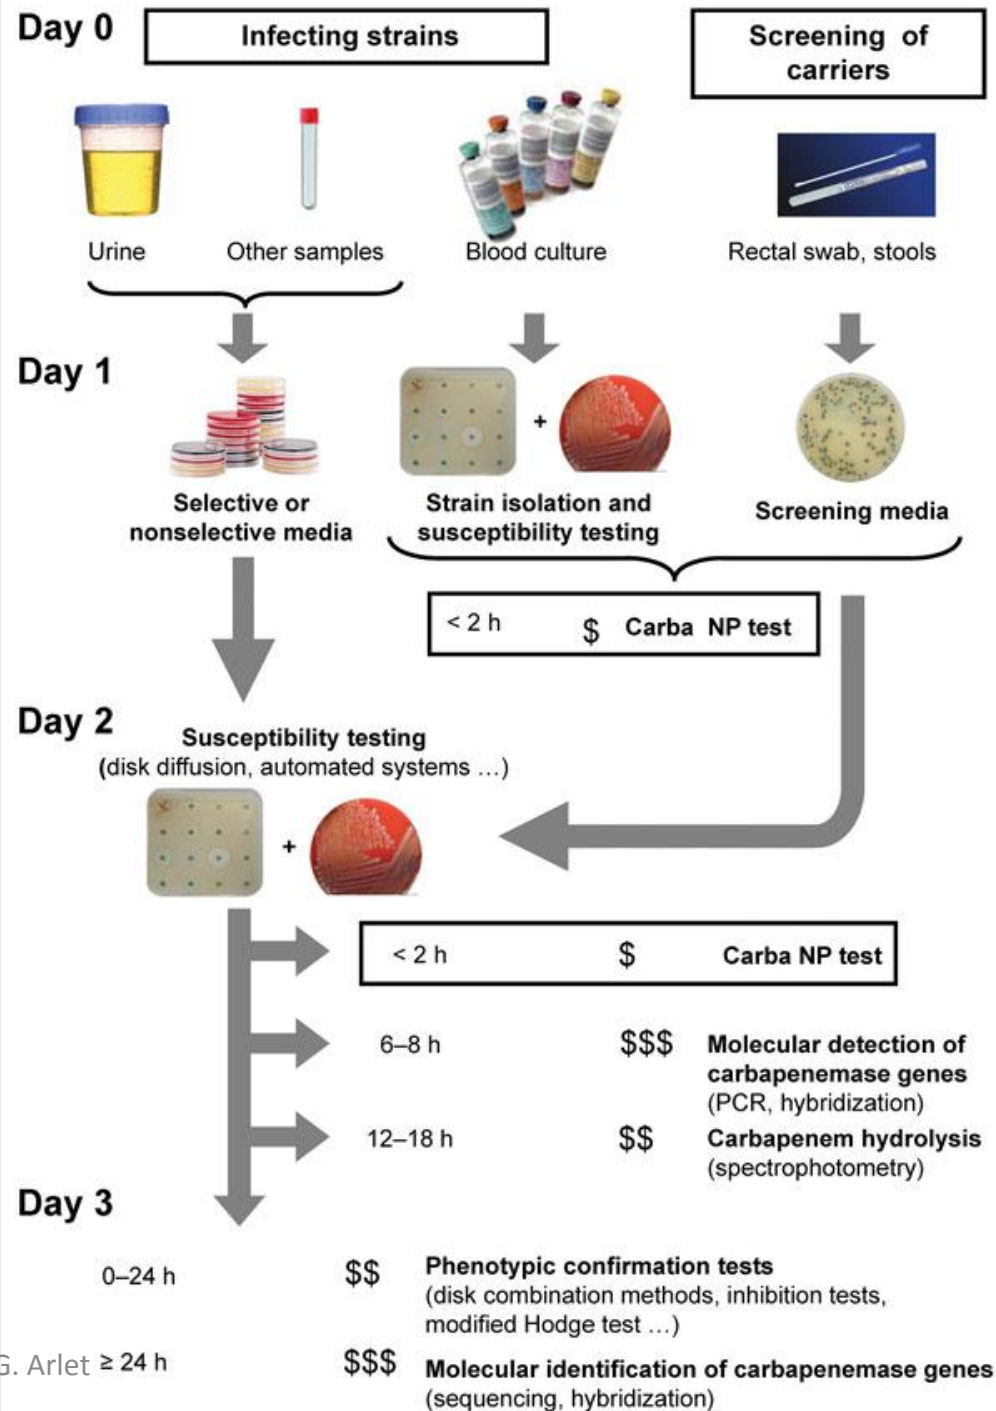 Day 0
Infecting strains
Screening of
carriers
Urine
Other samples
Blood culture
Rectal swab, stools
Day 1
+
Selective or
nonselective media
Strain isolation and
susceptibility testing
Screening media
< 2 h $ Carba NP test
Day 2
Susceptibility testing
(disk diffusion, automated systems …)
+
< 2 h $ Carba NP test
6–8 h $$$ Molecular detection of
carbapenemase genes
(PCR, hybridization)
12–18 h $$ Carbapenem hydrolysis
(spectrophotometry)
Day 3
0–24 h $$ Phenotypic confirmation tests
(disk combination methods, inhibition tests,
modified Hodge test …)
G. Arlet
≥ 24 h $$$ Molecular identification of carbapenemase genes
(sequencing, hybridization)